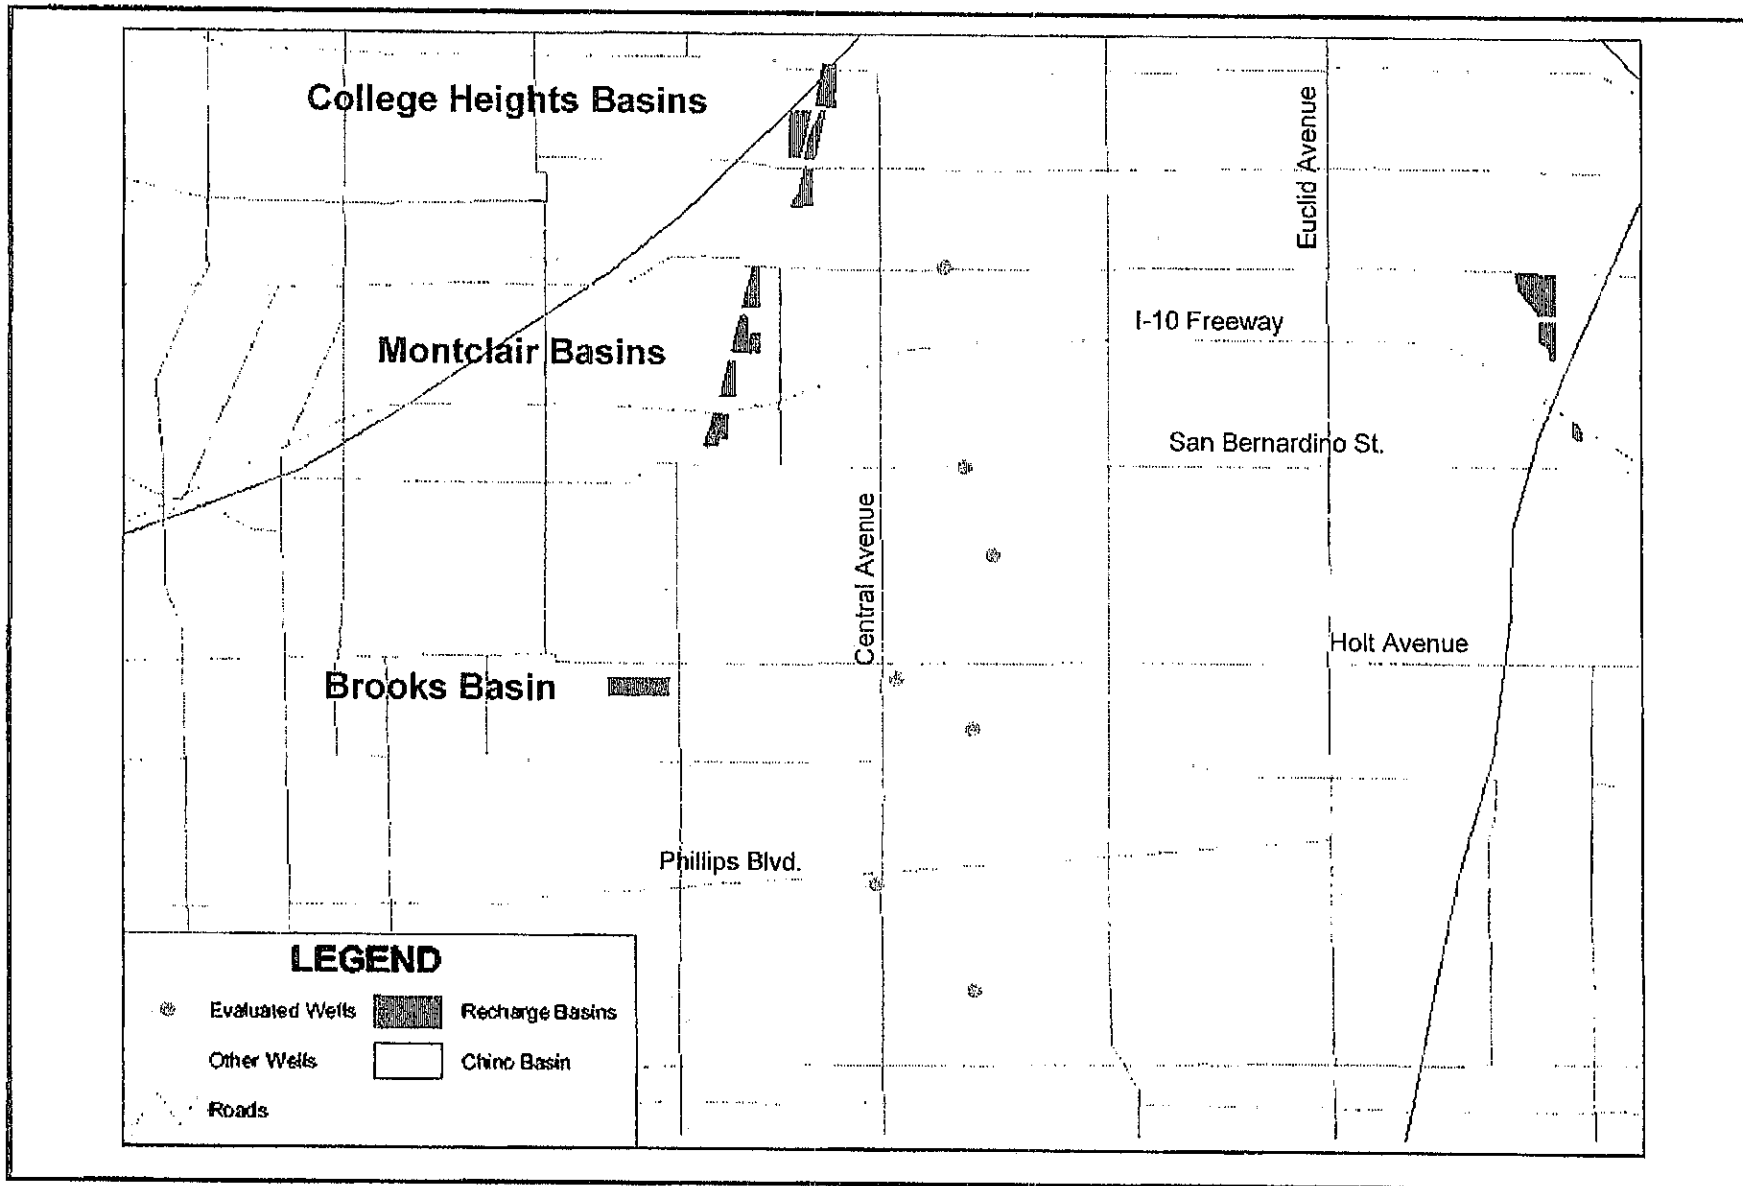 College Heights Basins
Euclid Avenue
I-10 Freeway
Montclair Basins
San Bernardino St.
Central Avenue
Holt Avenue
Brooks Basin
Phillips Blvd.
LEGEND
Evaluated Wells
Recharge Basins
Other Wells
Chino Basin
Roads